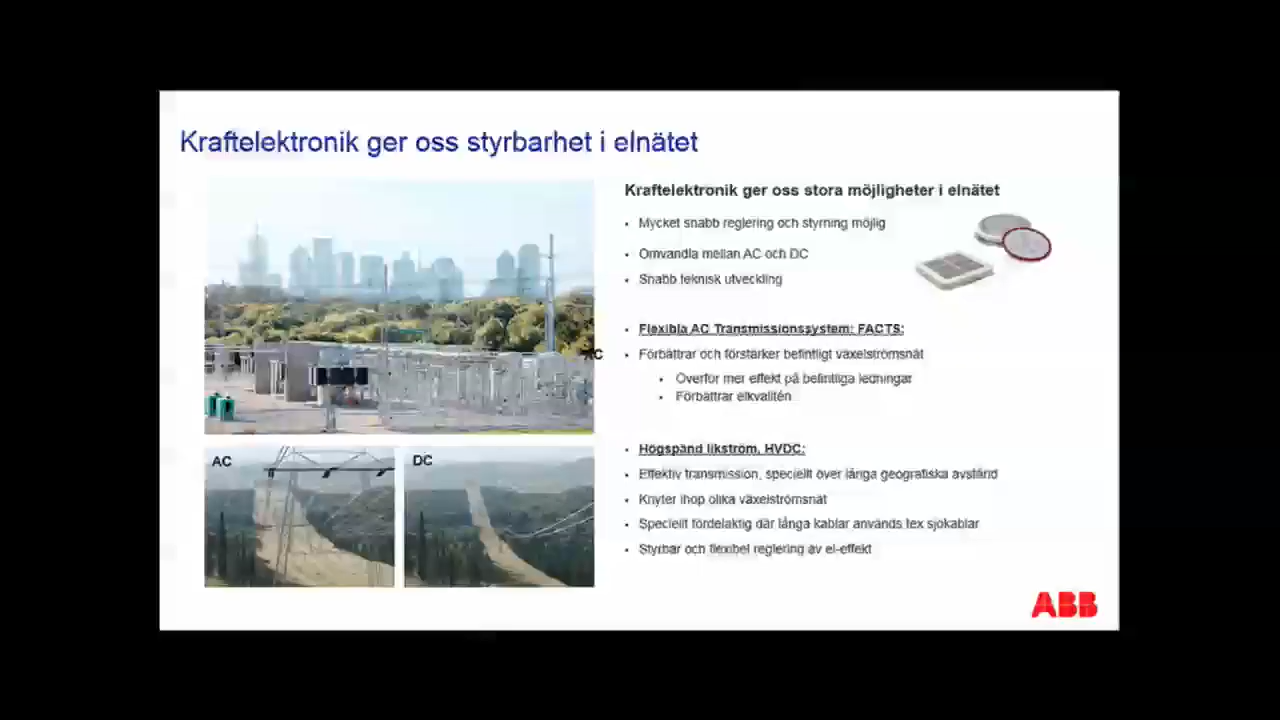 Kraftelektronik ger oss styrbarhet i elnätet
Kraftelektronik ger oss stora möjligheter i elnätet
• Mycket snabb reglering och styrning möjlig
• Omvandla mellan AC och DC
• Snabb teknisk utveckling
• Flexibla AC Transmissionssystem: FACTS:
• Förbättrar och förstärker befintligt växelströmsnät
• Överför mer effekt på befintliga ledningar
• Förbättrar elkvalitén
• Högspänd likström, HVDC:
• Effektiv transmission, speciellt över långa geografiska avstånd
• Knyter ihop olika växelströmsnät
• Speciellt fördelaktig där långa kablar används tex sjökablar
• Styrbar och flexibel reglering av el-effekt
AC
AC
DC
ABB